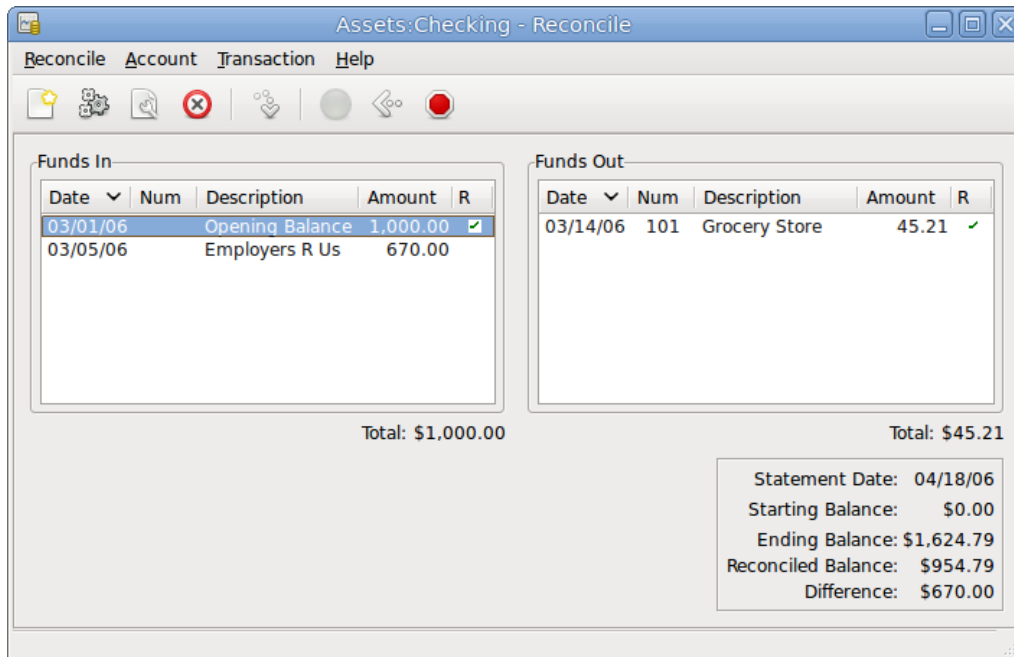 Assets:Checking - Reconcile
Reconcile Account Transaction Help
Funds In
Date Num Description Amount R
03/01/06 Opening Balance 1,000.00
03/05/06 Employers R Us 670.00
Total: $1,000.00
Funds Out
Date Num Description Amount R
03/14/06 101 Grocery Store 45.21
Total: $45.21
Statement Date: 04/18/06
Starting Balance: $0.00
Ending Balance: $1,624.79
Reconciled Balance: $954.79
Difference: $670.00